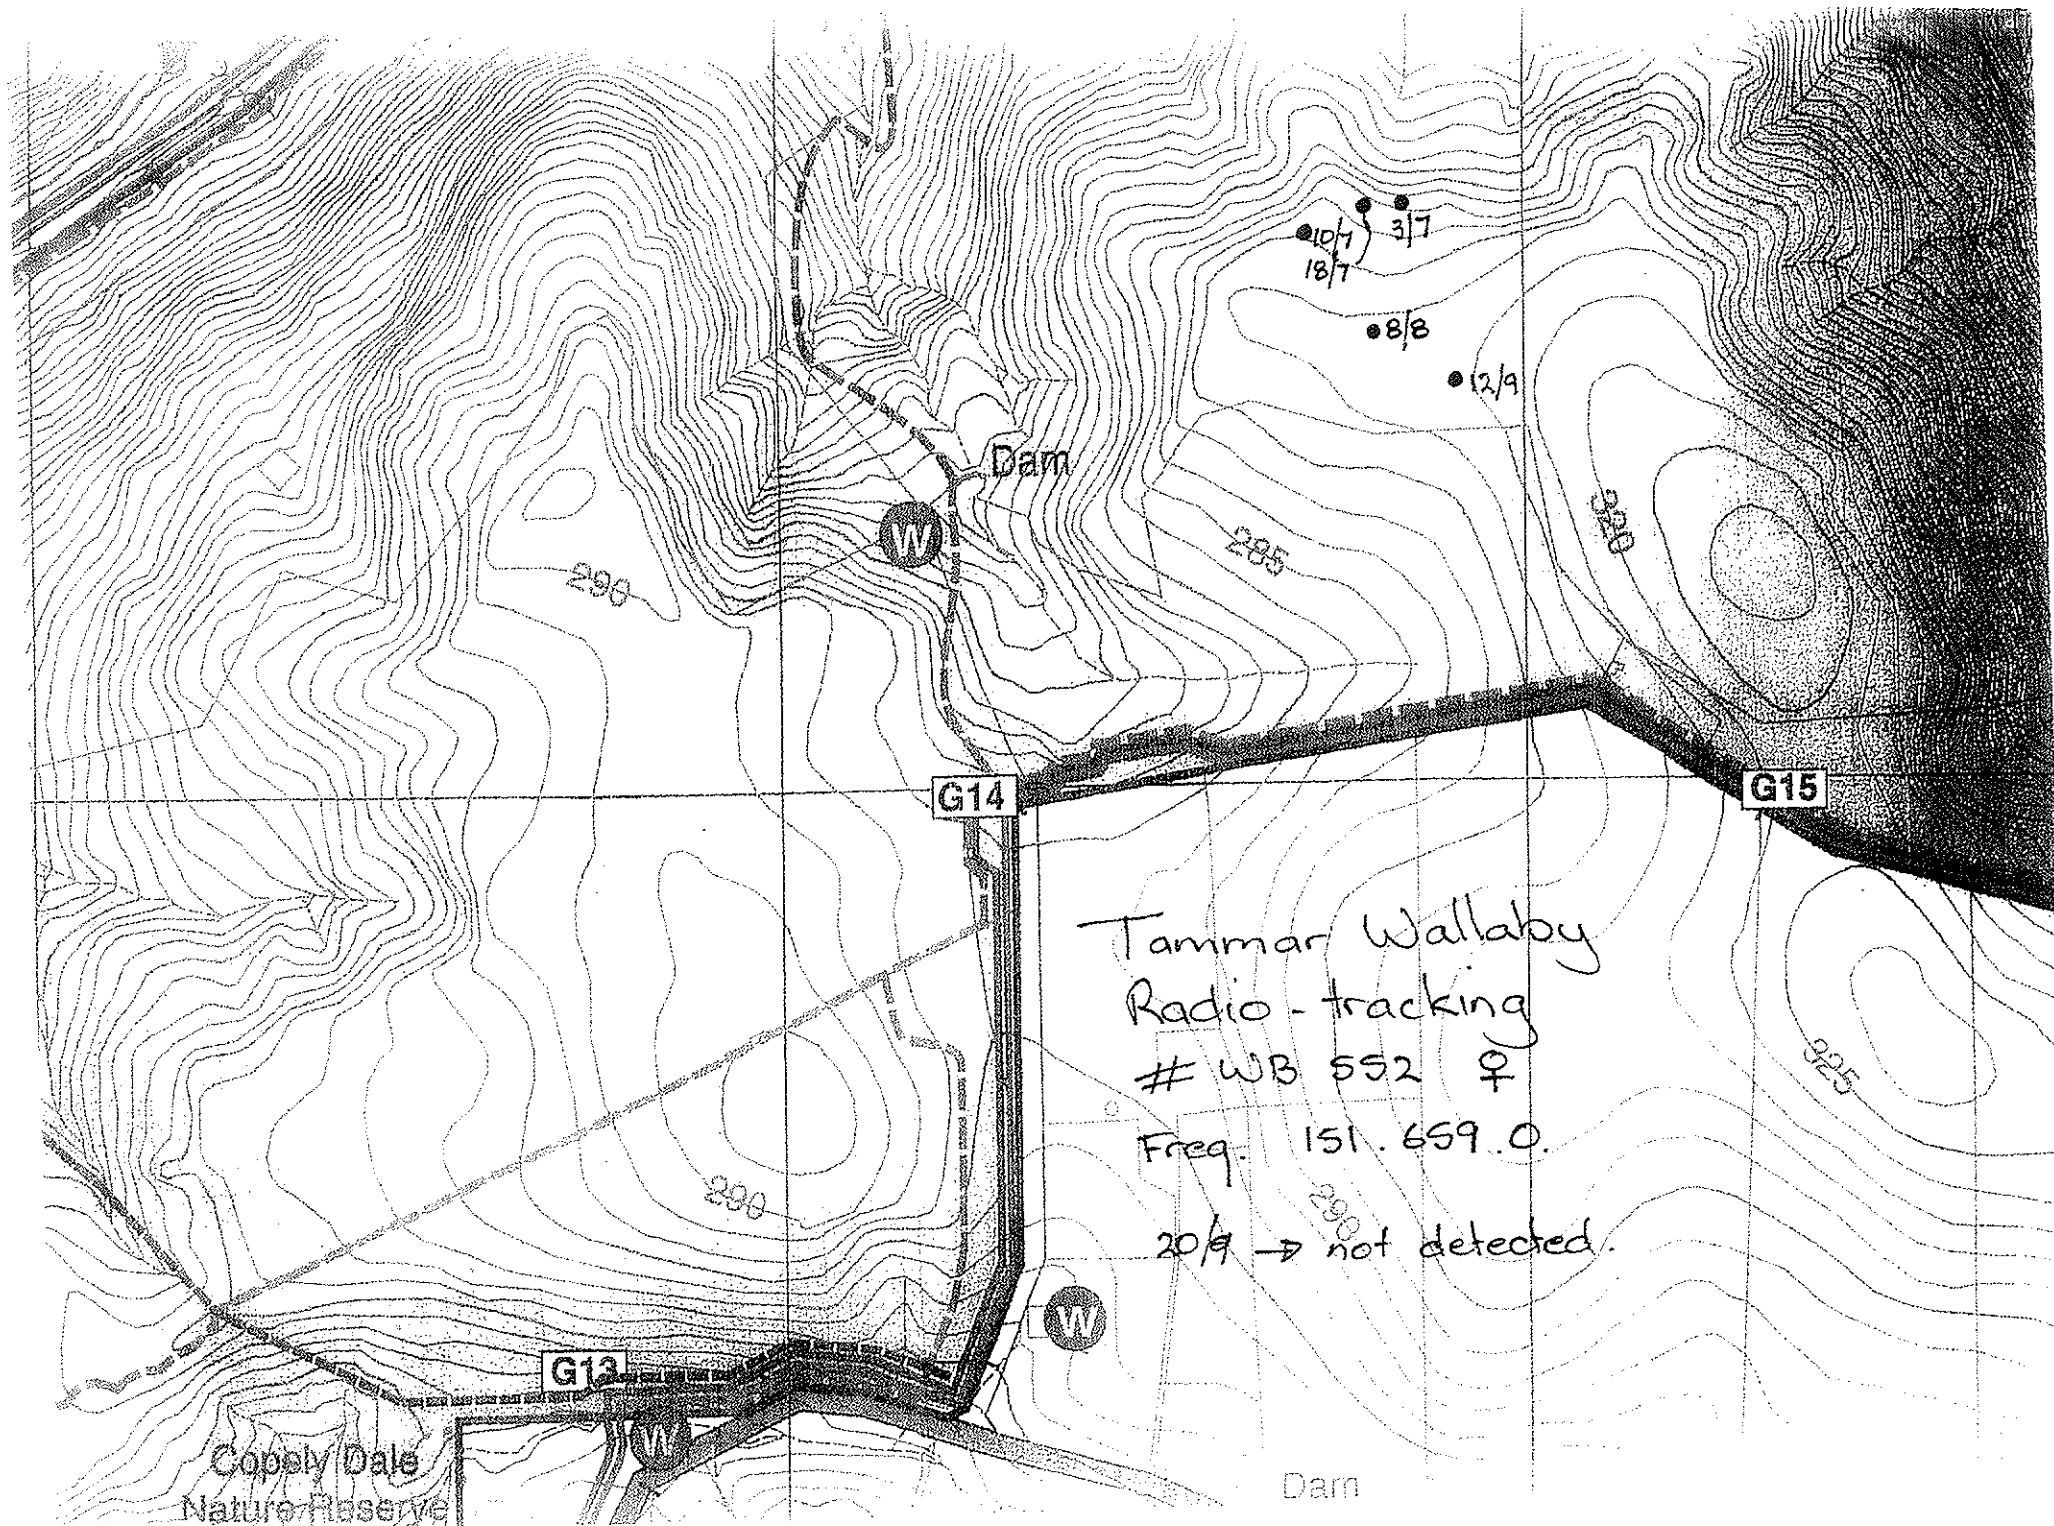 3/7
10/7
18/7
8/8
12/9
Dam
W
320
285
290
G14
G15
Tammar Wallaby
Radio - tracking
# WB 552 ♀
325
Freq. 151.659.0.
290
290
20/9 → not detected.
W
G13
W
Coply Dale
Nature Reserve
Dam